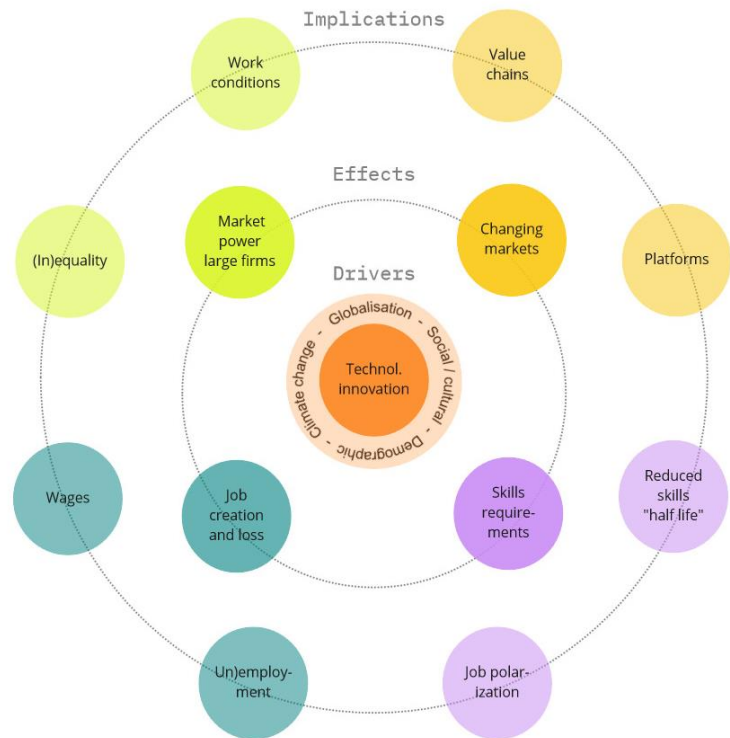 Implications
Work
conditions
Value
chains
Effects
Market
power
large firms
Changing
markets
(In)equality
Platforms
Drivers
Climate change - Globalisation - Social / cultural - Demographic -
Technol.
innovation
Wages
Job
creation
and loss
Skills
require-
ments
Reduced
skills
"half life"
Un)employ-
ment
Job polar-
ization